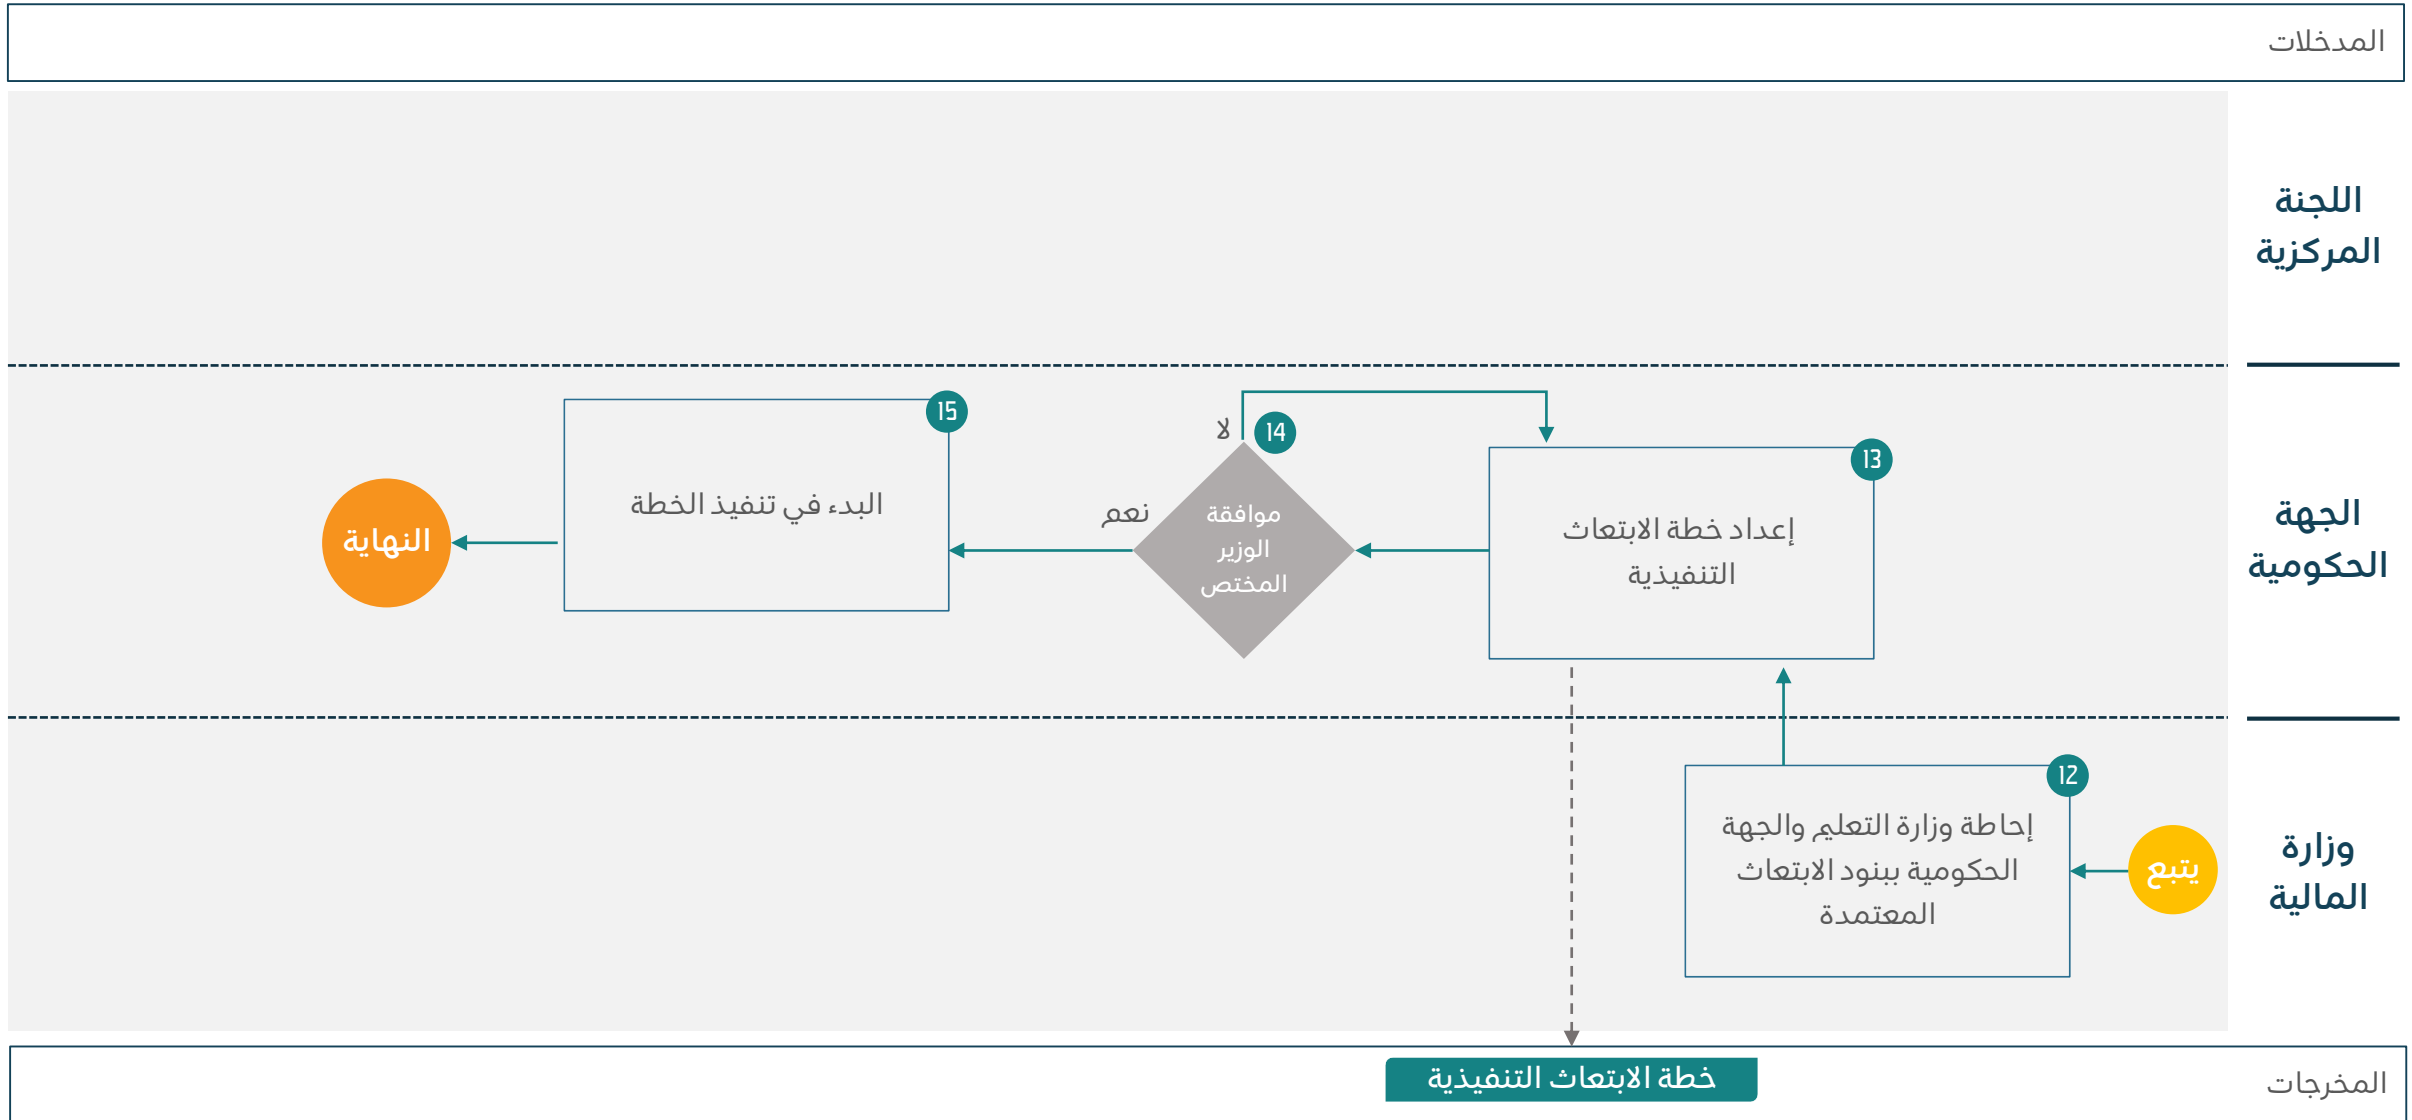 المدخلات
اللجنة
المركزية
الجهة
الحكومية
13
إعداد خطة الابتعاث
التنفيذية
14
لا
موافقة
الوزير
المختص
نعم
15
البدء في تنفيذ الخطة
النهاية
وزارة
المالية
يتبع
12
إحاطة وزارة التعليم والجهة
الحكومية ببنود الابتعاث
المعتمدة
المخرجات
خطة الابتعاث التنفيذية